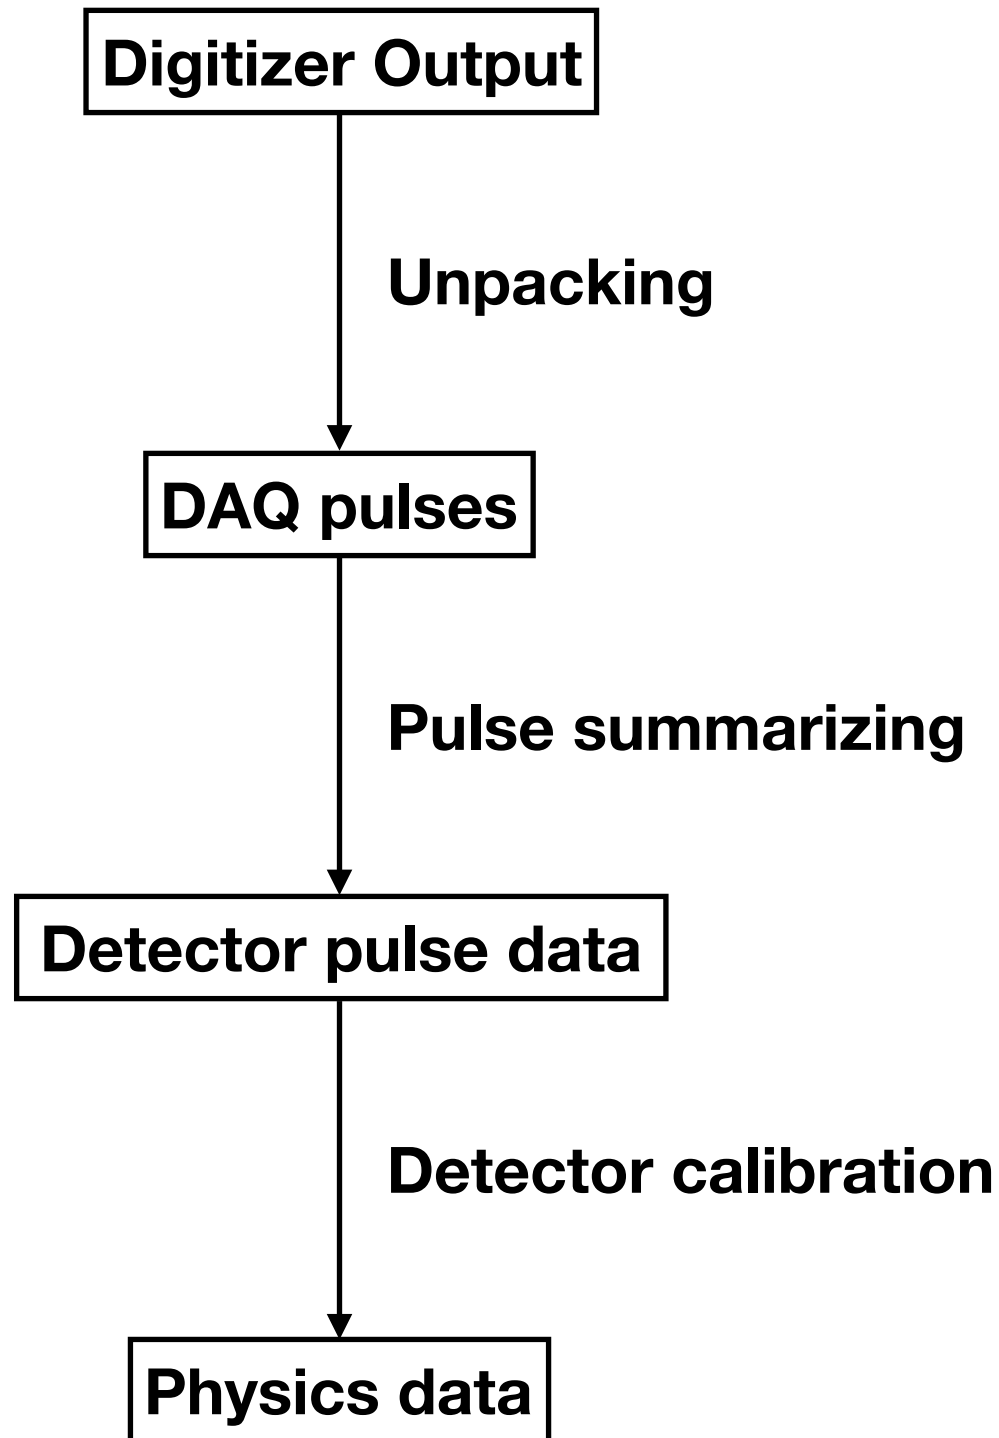 Digitizer Output
Unpacking
DAQ pulses
Pulse summarizing
Detector pulse data
Detector calibration
Physics data